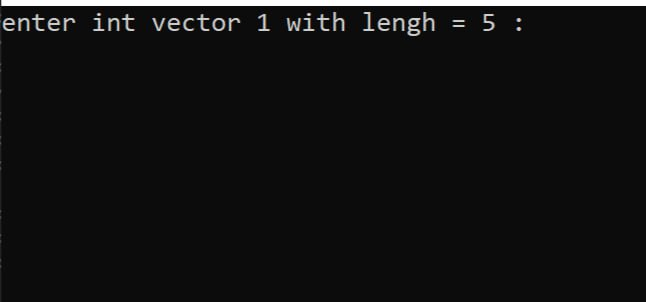 enter int vector 1 with lengh = 5 :